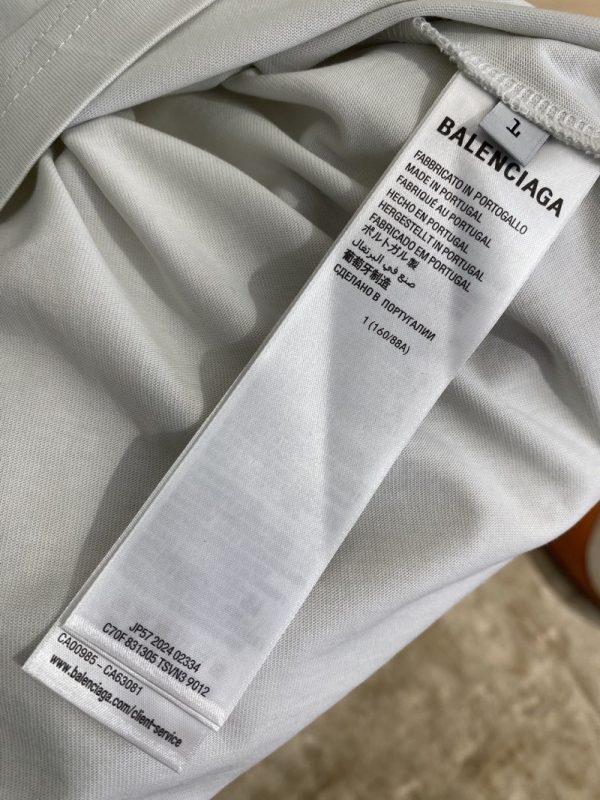 1
BALENCIAGA
FABBRICATO IN PORTOGALLO
MADE IN PORTUGAL
FABRIQUÉ AU PORTUGAL
HECHO EN PORTUGAL
HERGESTELLT IN PORTUGAL
FABRICADO EM PORTUGAL
ポルトガル製
صنع في البرتغال
葡萄牙制造
СДЕЛАНО В ПОРТУГАЛИИ
1 (160/88A)
JP57 2024 02334
C70F 831305 TSVN3 9012
CA00985 – CA63081
www.balenciaga.com/client-service